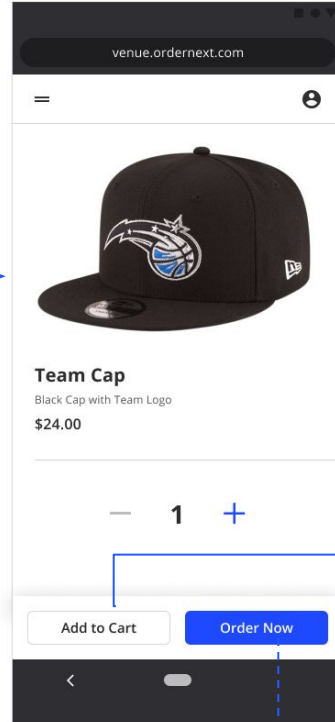 venue.ordernext.com
Team Cap
Black Cap with Team Logo
$24.00
1
Add to Cart
Order Now